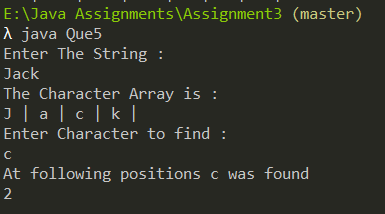 E:\Java Assignments\Assignment3 (master)
λ java Que5
Enter The String :
Jack
The Character Array is :
J | a | c | k |
Enter Character to find :
c
At following positions c was found
2